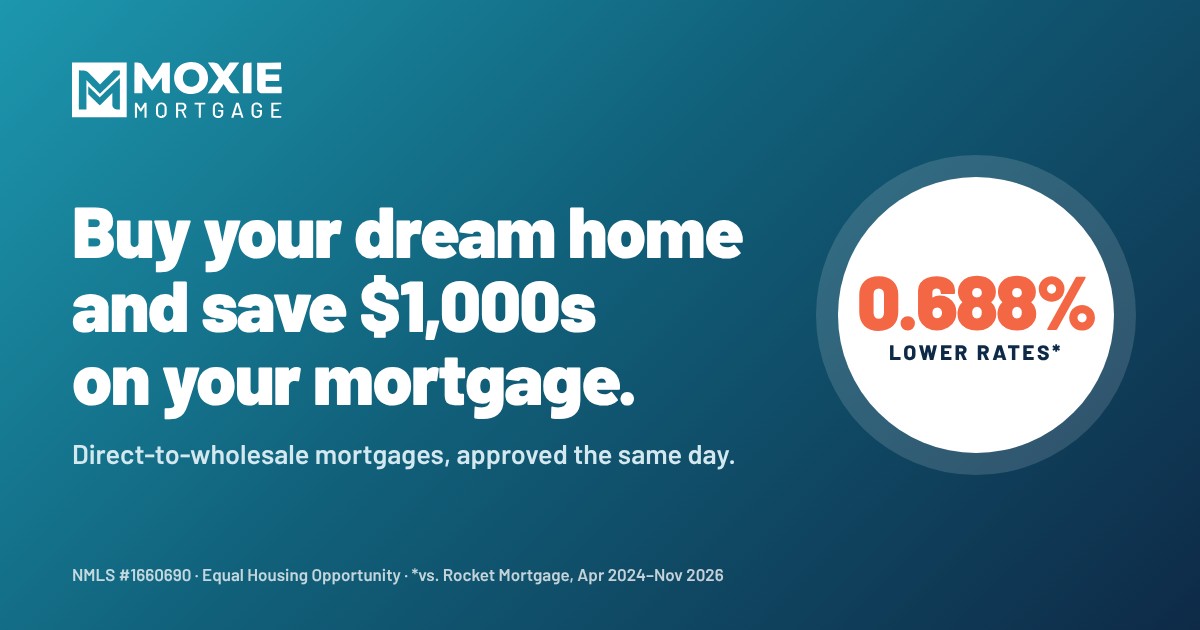 MOXIE
MORTGAGE
Buy your dream home
and save $1,000s
on your mortgage.
Direct-to-wholesale mortgages, approved the same day.
0.688%
LOWER RATES*
NMLS #1660690 · Equal Housing Opportunity · *vs. Rocket Mortgage, Apr 2024–Nov 2026